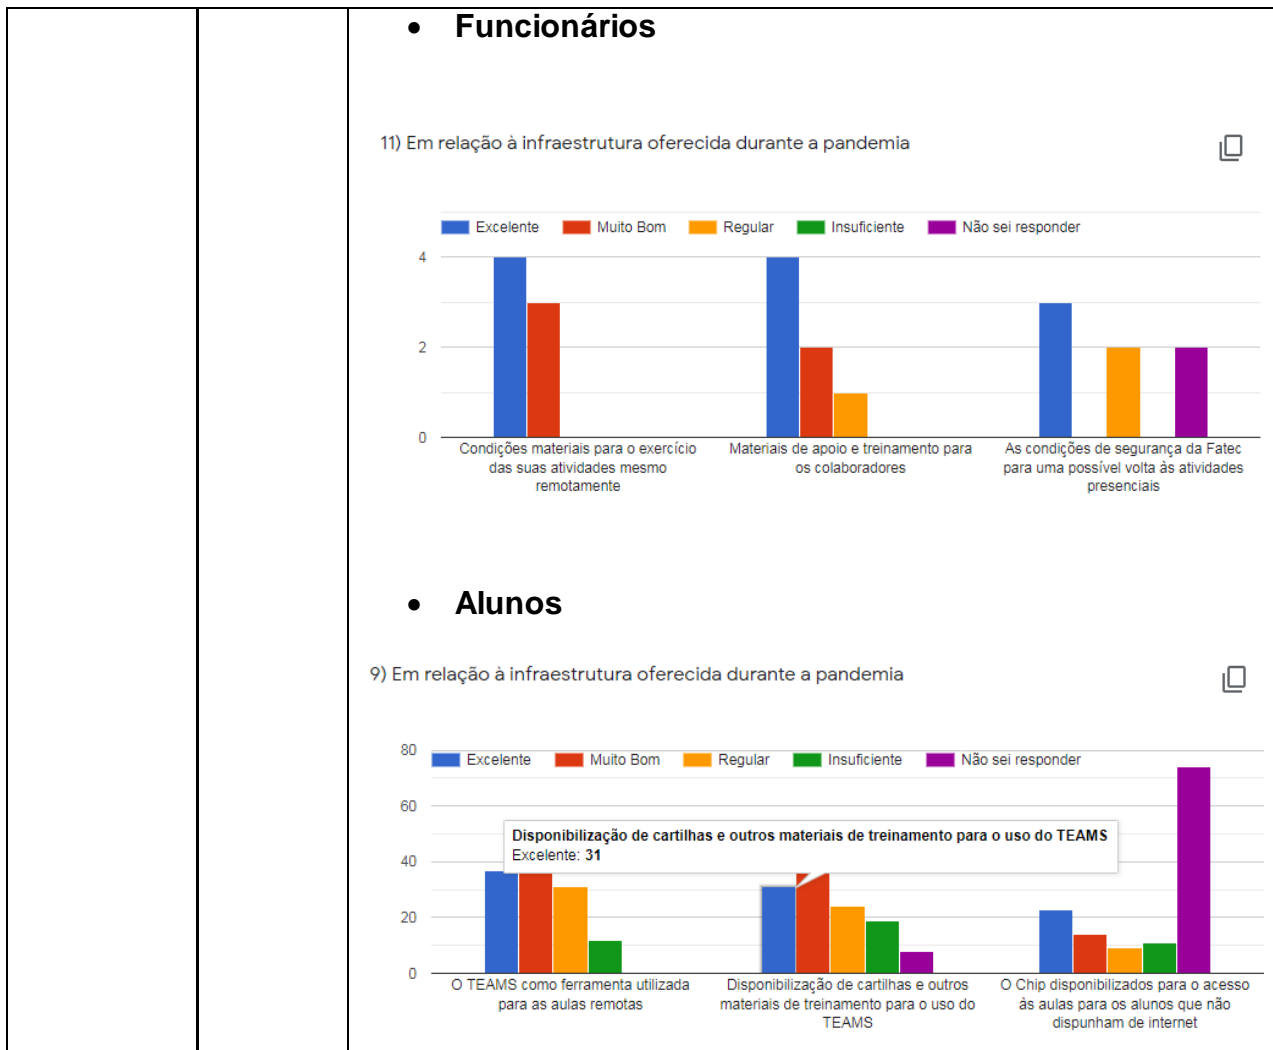 • Funcionários
11) Em relação à infraestrutura oferecida durante a pandemia
Excelente Muito Bom Regular Insuficiente Não sei responder
4
2
0
Condições materiais para o exercício
das suas atividades mesmo
remotamente
Materiais de apoio e treinamento para
os colaboradores
As condições de segurança da Fatec
para uma possível volta às atividades
presenciais
• Alunos
9) Em relação à infraestrutura oferecida durante a pandemia
80
Excelente Muito Bom Regular Insuficiente Não sei responder
60
Disponibilização de cartilhas e outros materiais de treinamento para o uso do TEAMS
Excelente: 31
40
20
0
O TEAMS como ferramenta utilizada
para as aulas remotas
Disponibilização de cartilhas e outros
materiais de treinamento para o uso do
TEAMS
O Chip disponibilizados para o acesso
às aulas para os alunos que não
dispunham de internet